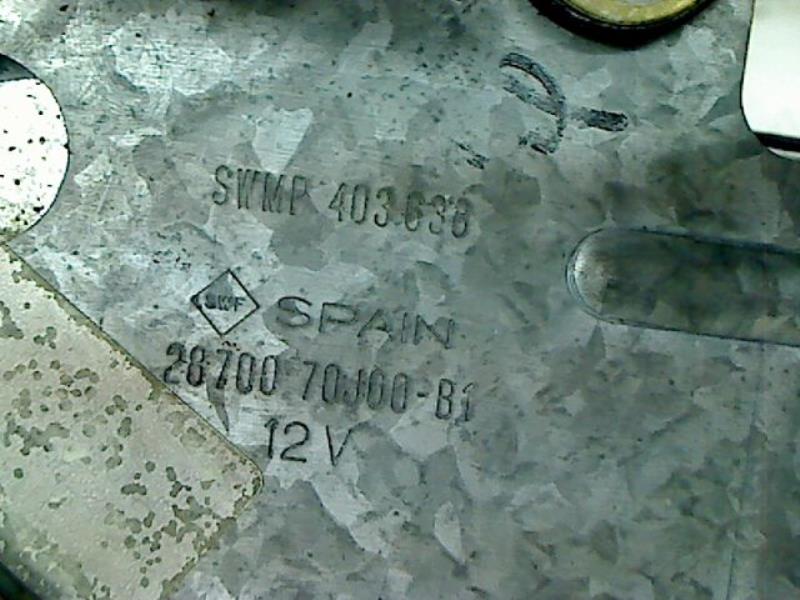 SWMP 403.638
SWF SPAIN
28700 70J00-B1
12V